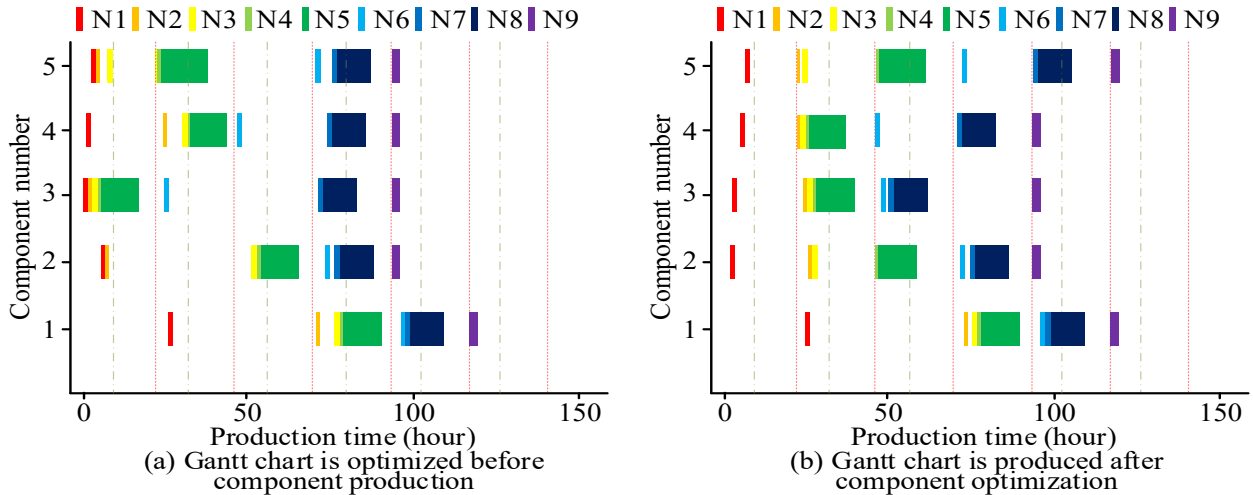 N1 N2 N3 N4 N5 N6 N7 N8 N9
5
4
3
2
1
Component number
0 50 100 150
Production time (hour)
(a) Gantt chart is optimized before
component production
N1 N2 N3 N4 N5 N6 N7 N8 N9
5
4
3
2
1
Component number
0 50 100 150
Production time (hour)
(b) Gantt chart is produced after
component optimization